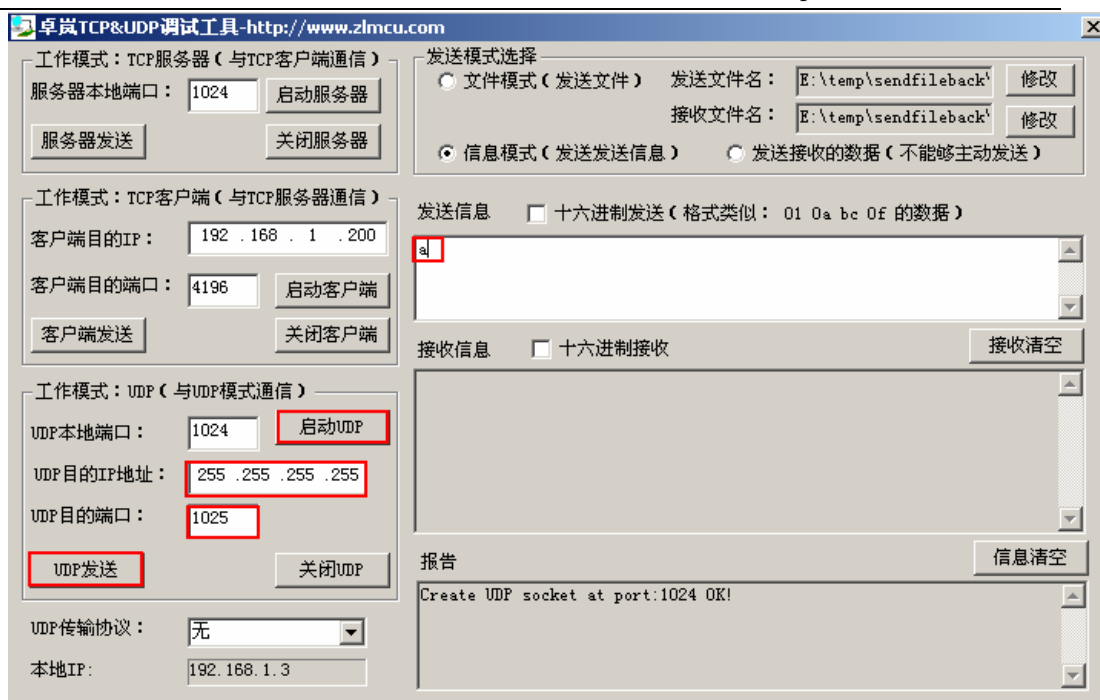 卓岚TCP&UDP调试工具-http://www.zlmcu.com
工作模式：TCP服务器（与TCP客户端通信）
服务器本地端口：
1024
启动服务器
服务器发送
关闭服务器
工作模式：TCP客户端（与TCP服务器通信）
客户端目的IP：
192 .168 . 1 .200
客户端目的端口：
4196
启动客户端
客户端发送
关闭客户端
工作模式：UDP（与UDP模式通信）
UDP本地端口：
1024
启动UDP
UDP目的IP地址：
255 .255 .255 .255
UDP目的端口：
1025
UDP发送
关闭UDP
UDP传输协议：
无
本地IP:
192.168.1.3
发送模式选择
文件模式（发送文件）
发送文件名：
E:\temp\sendfileback\
修改
接收文件名：
E:\temp\sendfileback\
修改
信息模式（发送发送信息）
发送接收的数据（不能够主动发送）
发送信息
十六进制发送（格式类似： 01 0a bc 0f 的数据）
a
接收信息
十六进制接收
接收清空
报告
信息清空
Create UDP socket at port:1024 OK!